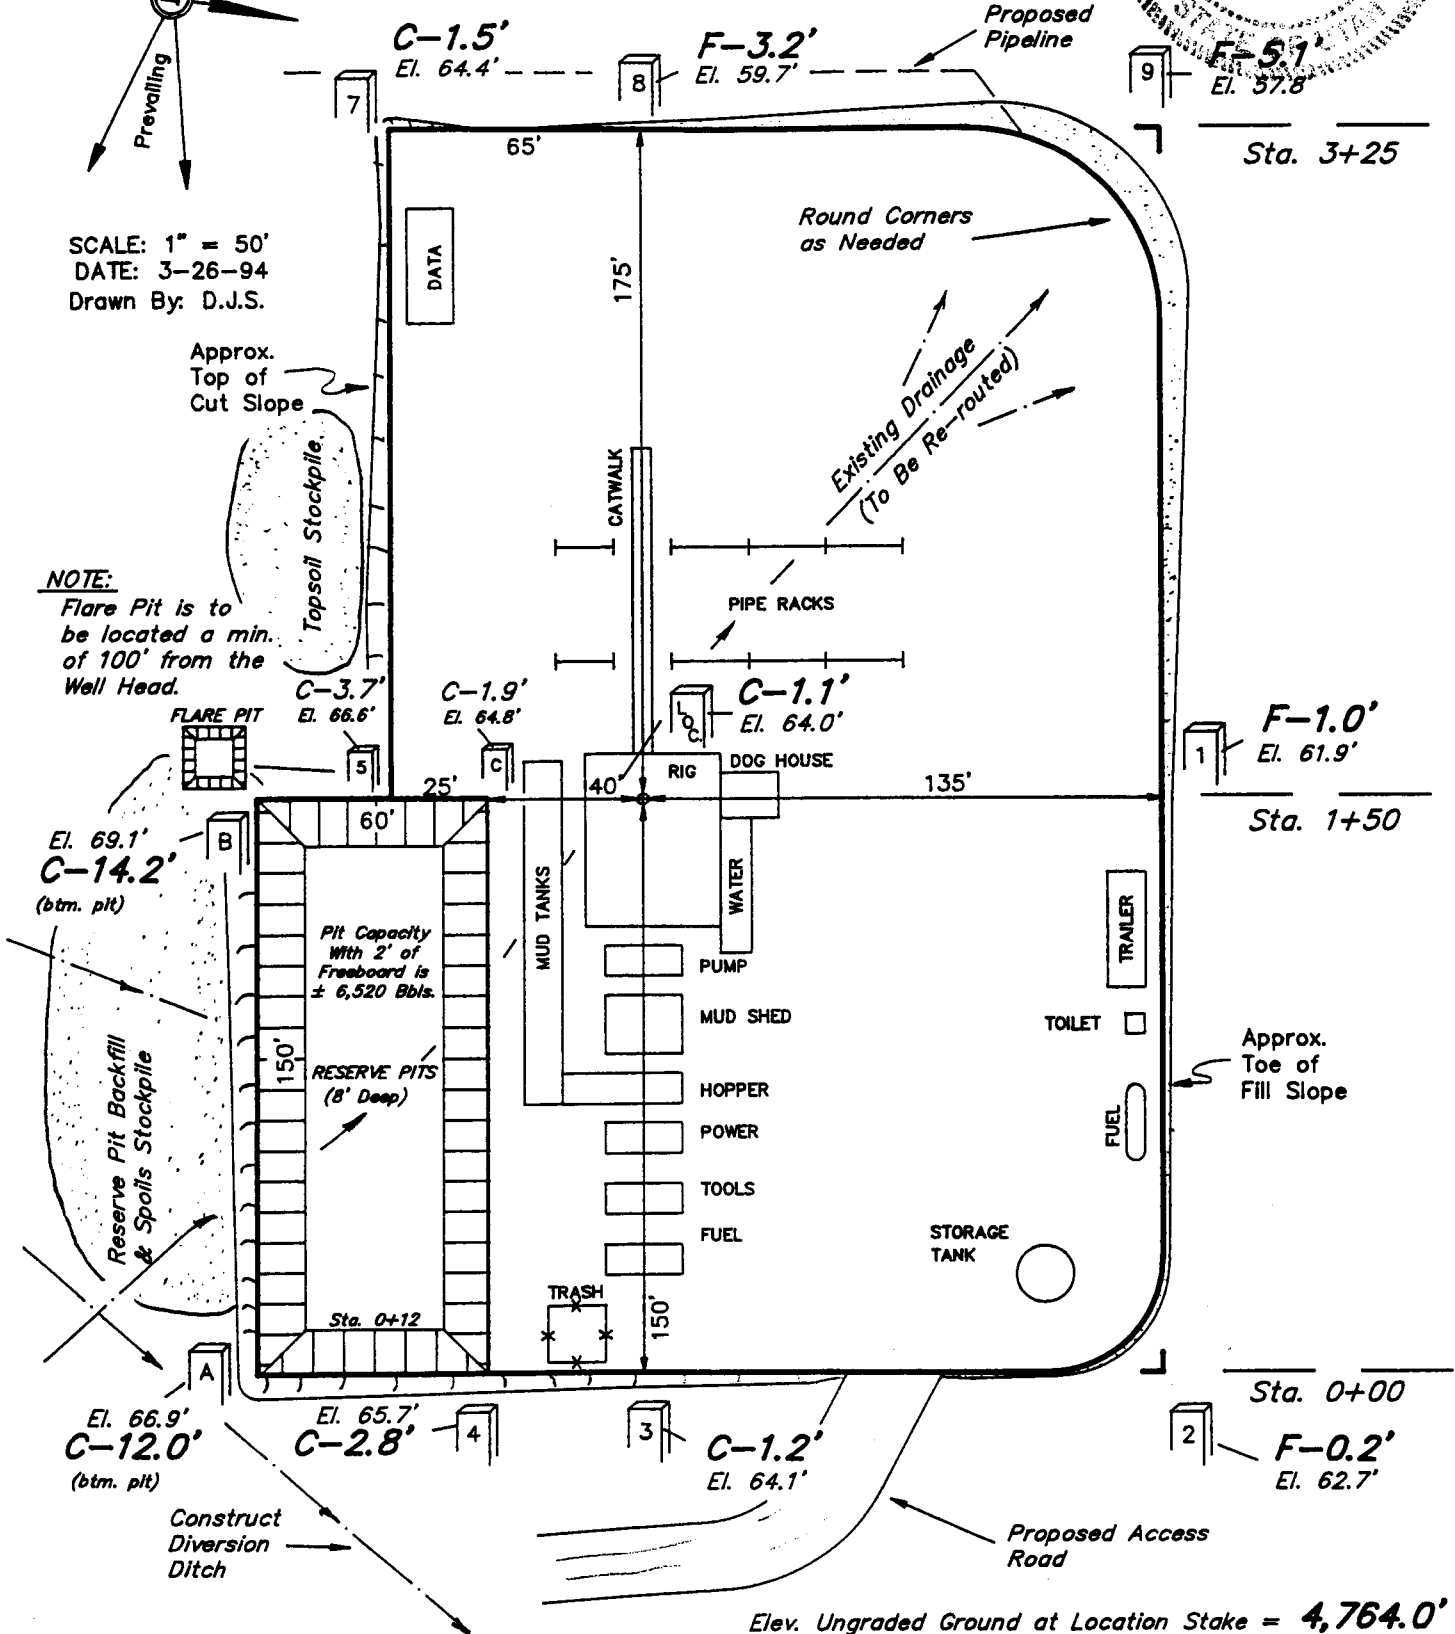 Proposed
Pipeline
STATE OF UTAH
C-1.5'
El. 64.4'
F-3.2'
El. 59.7'
F-5.1'
El. 57.8'
7
8
9
Prevailing
65'
Sta. 3+25
SCALE: 1" = 50'
DATE: 3-26-94
Drawn By: D.J.S.
Round Corners
as Needed
DATA
175'
Approx.
Top of
Cut Slope
Existing Drainage
(To Be Re-routed)
Topsoil Stockpile
CATWALK
NOTE:
Flare Pit is to
be located a min.
of 100' from the
Well Head.
PIPE RACKS
C-3.7'
El. 66.6'
C-1.9'
El. 64.8'
LOC.
C-1.1'
El. 64.0'
FLARE PIT
5
C
RIG
DOG HOUSE
1
F-1.0'
El. 61.9'
25'
40'
135'
60'
Sta. 1+50
El. 69.1'
C-14.2'
(btm. pit)
B
MUD TANKS
WATER
TRAILER
Pit Capacity
With 2' of
Freeboard is
± 6,520 Bbls.
PUMP
MUD SHED
TOILET
Approx.
Toe of
Fill Slope
150'
RESERVE PITS
(8' Deep)
HOPPER
POWER
FUEL
Reserve Pit Backfill
& Spoils Stockpile
TOOLS
FUEL
STORAGE
TANK
TRASH
Sta. 0+12
150'
A
Sta. 0+00
El. 66.9'
C-12.0'
(btm. pit)
El. 65.7'
C-2.8'
4
3
C-1.2'
El. 64.1'
2
F-0.2'
El. 62.7'
Construct
Diversion
Ditch
Proposed Access
Road
Elev. Ungraded Ground at Location Stake = 4,764.0'